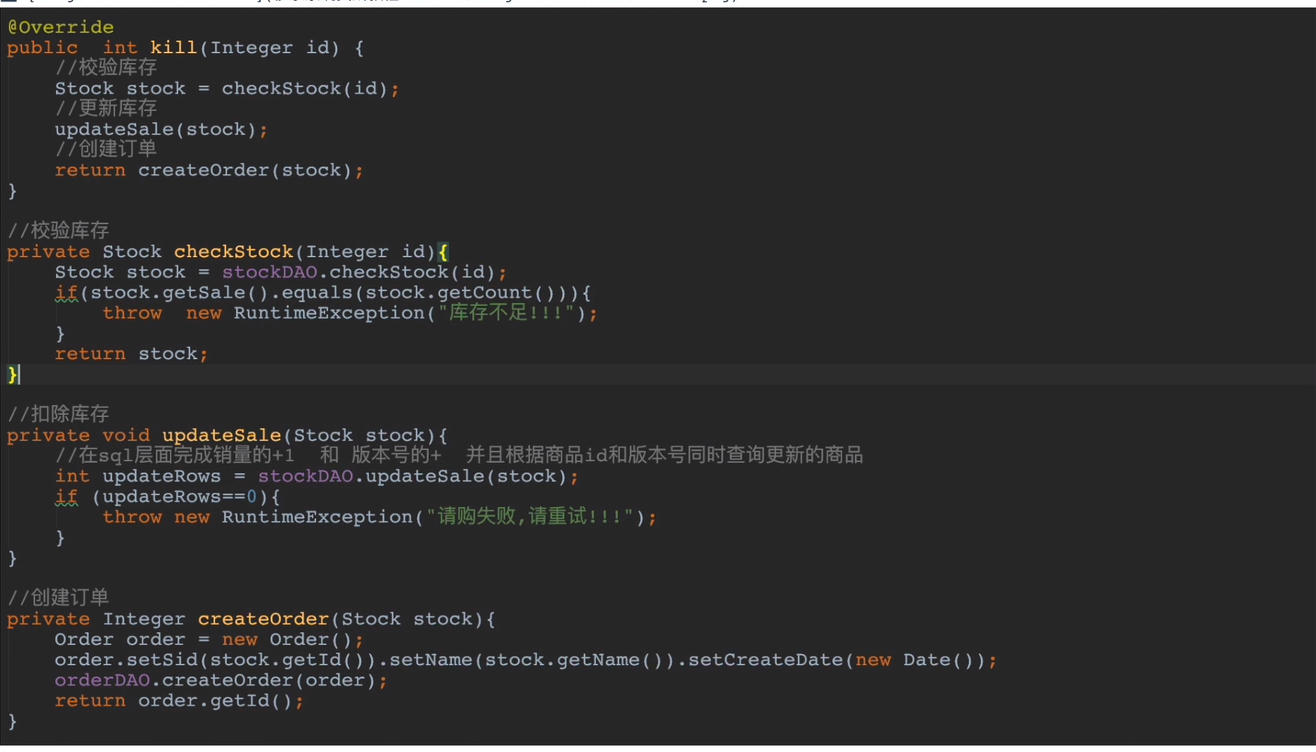 @Override
public  int kill(Integer id) {
    //校验库存
    Stock stock = checkStock(id);
    //更新库存
    updateSale(stock);
    //创建订单
    return createOrder(stock);
}
//校验库存
private Stock checkStock(Integer id){
    Stock stock = stockDAO.checkStock(id);
    if(stock.getSale().equals(stock.getCount())){
        throw  new RuntimeException("库存不足!!!");
    }
    return stock;
}
//扣除库存
private void updateSale(Stock stock){
    //在sql层面完成销量的+1  和 版本号的+  并且根据商品id和版本号同时查询更新的商品
    int updateRows = stockDAO.updateSale(stock);
    if (updateRows==0){
        throw new RuntimeException("请购失败,请重试!!!");
    }
}
//创建订单
private Integer createOrder(Stock stock){
    Order order = new Order();
    order.setSid(stock.getId()).setName(stock.getName()).setCreateDate(new Date());
    orderDAO.createOrder(order);
    return order.getId();
}